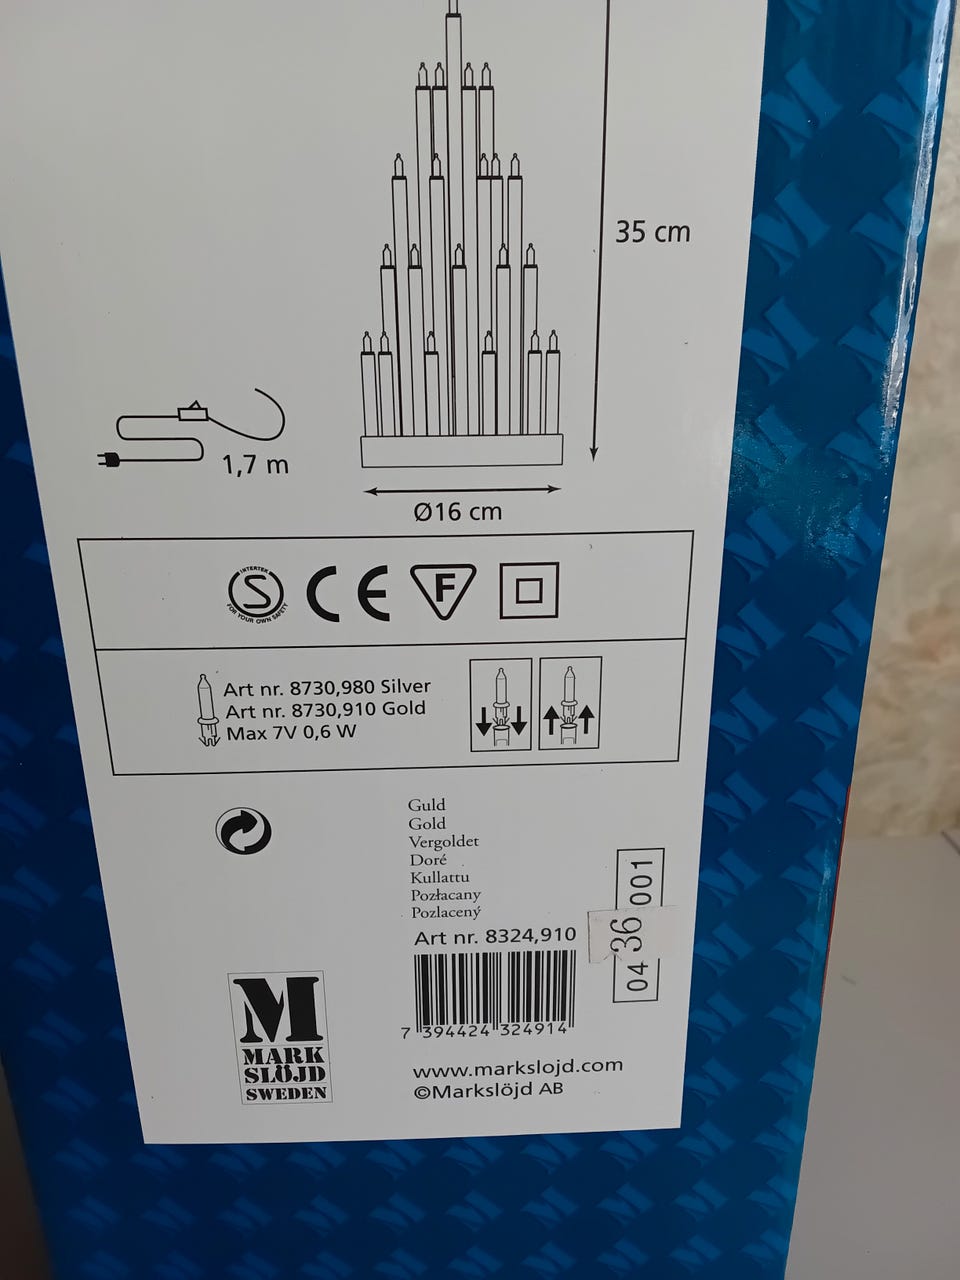 35 cm
1,7 m
Ø16 cm
INTERTEK
S
FOR YOUR OWN SAFETY
CE
F
Art nr. 8730,980 Silver
Art nr. 8730,910 Gold
Max 7V 0,6 W
Guld
Gold
Vergoldet
Doré
Kullattu
Pozłacany
Pozlacený
Art nr. 8324,910
04 36 001
7 394424 324914
M
MARK
SLÖJD
SWEDEN
www.markslojd.com
©Markslöjd AB